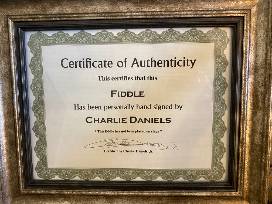 Certificate of Authenticity
This certifies that this
FIDDLE
Has been personally hand signed by
CHARLIE DANIELS